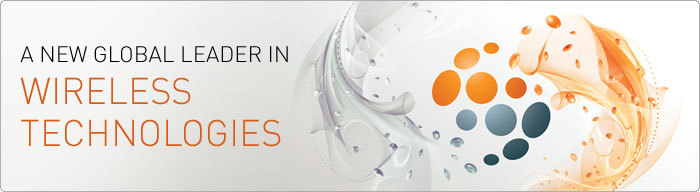 A NEW GLOBAL LEADER IN
WIRELESS
TECHNOLOGIES